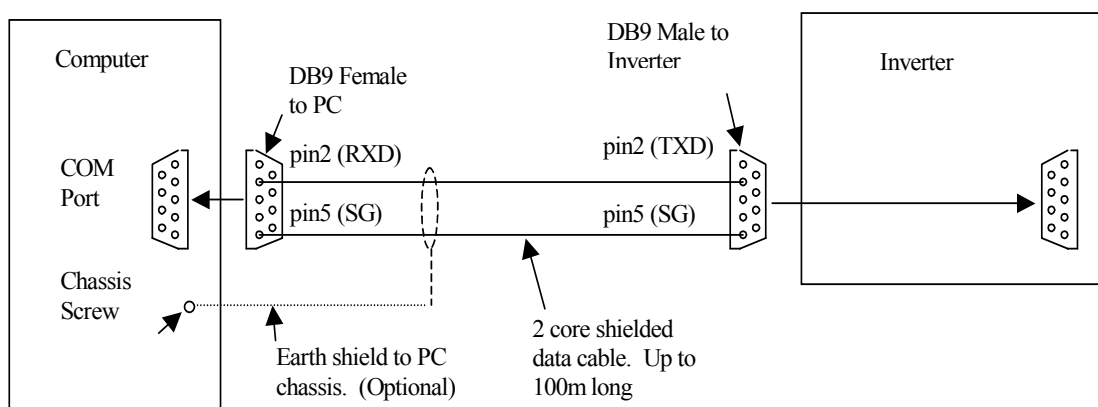 Computer
DB9 Female
to PC
COM
Port
pin2 (RXD)
pin5 (SG)
Chassis
Screw
Earth shield to PC
chassis. (Optional)
DB9 Male to
Inverter
pin2 (TXD)
pin5 (SG)
2 core shielded
data cable. Up to
100m long
Inverter